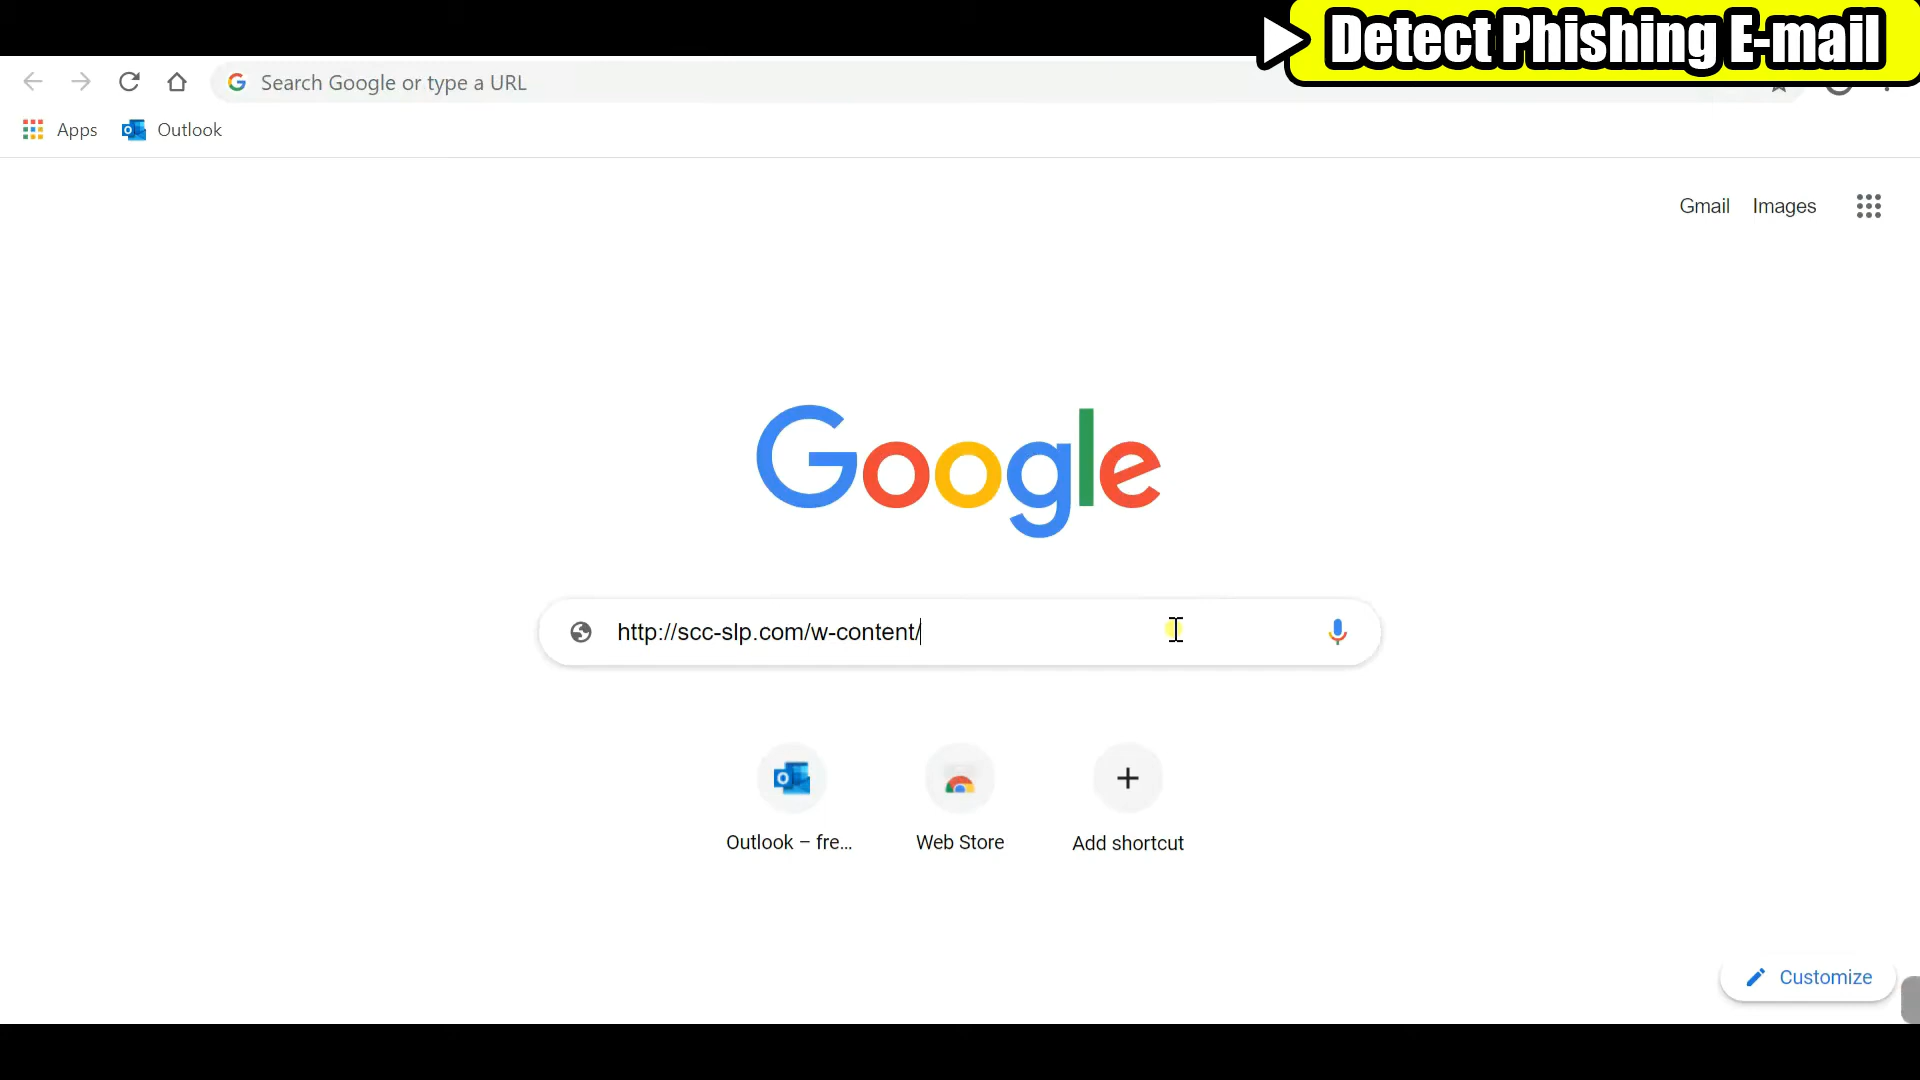 Detect Phishing E-mail
Search Google or type a URL
Apps
Outlook
Gmail
Images
Google
http://scc-slp.com/w-content/
Outlook – fre...
Web Store
Add shortcut
Customize